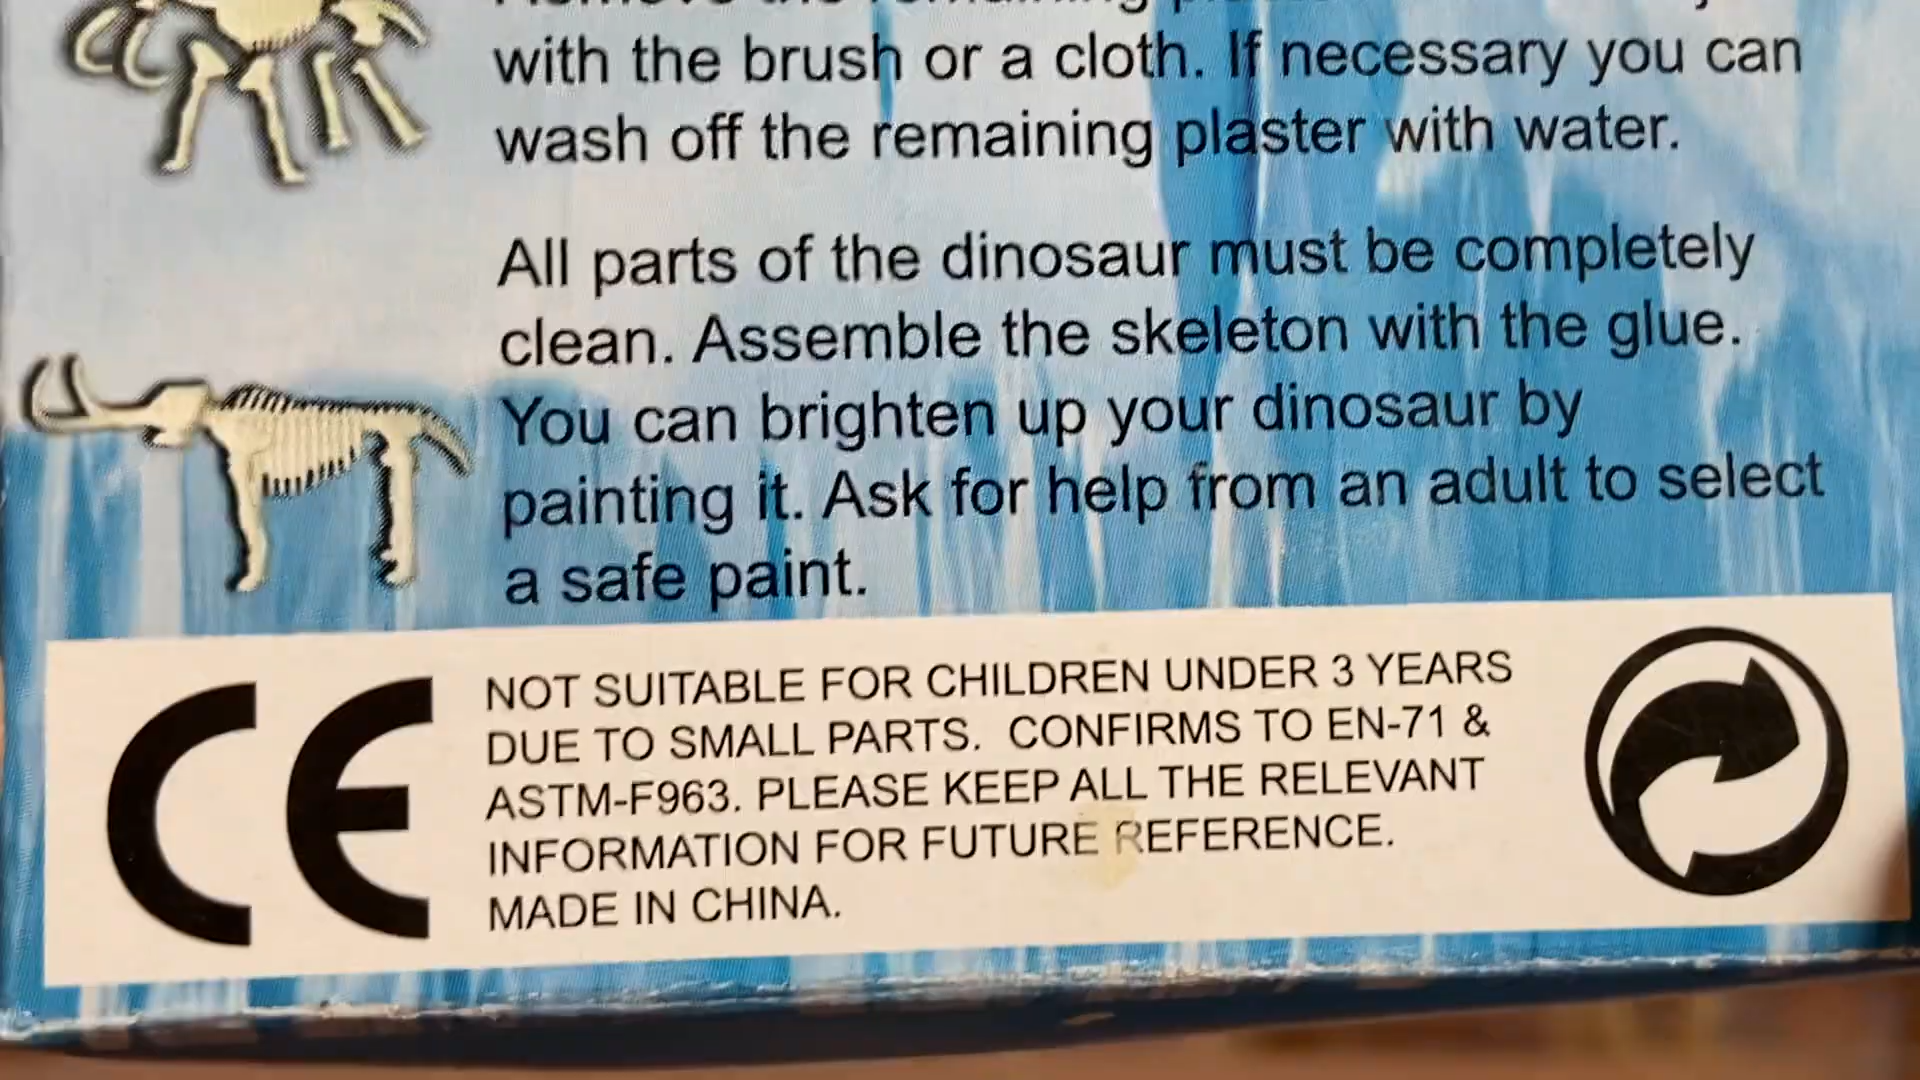 Remove the remaining
with the brush or a cloth. If necessary you can
wash off the remaining plaster with water.
All parts of the dinosaur must be completely
clean. Assemble the skeleton with the glue.
You can brighten up your dinosaur by
painting it. Ask for help from an adult to select
a safe paint.
CE
NOT SUITABLE FOR CHILDREN UNDER 3 YEARS
DUE TO SMALL PARTS. CONFIRMS TO EN-71 &
ASTM-F963. PLEASE KEEP ALL THE RELEVANT
INFORMATION FOR FUTURE REFERENCE.
MADE IN CHINA.